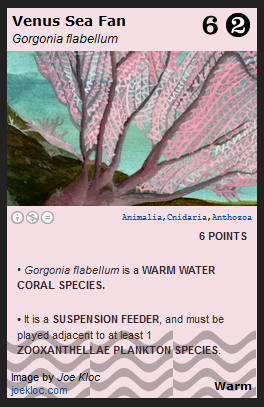 Venus Sea Fan 6 2
Gorgonia flabellum
Animalia,Cnidaria,Anthozoa
6 POINTS
• Gorgonia flabellum is a WARM WATER
CORAL SPECIES.
• It is a SUSPENSION FEEDER, and must be
played adjacent to at least 1
ZOOXANTHELLAE PLANKTON SPECIES.
Image by Joe Kloc
joekloc.com
Warm